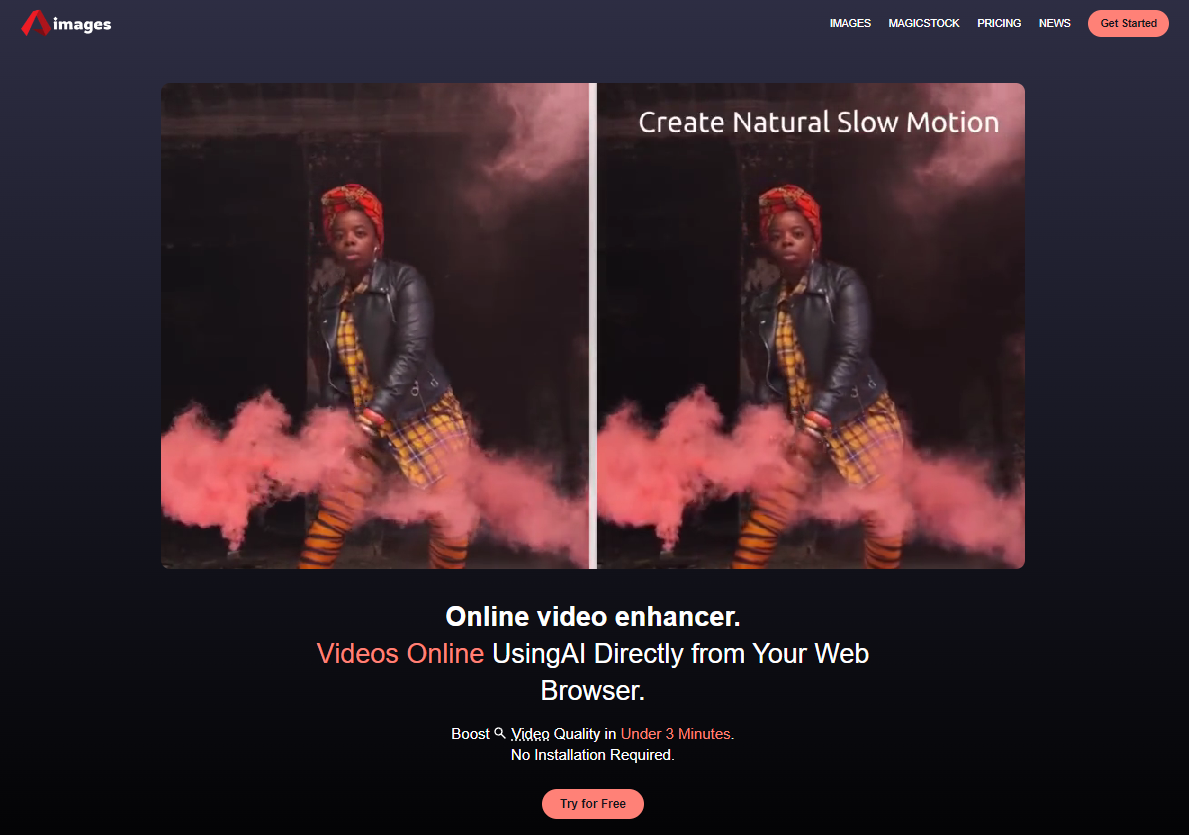 images
IMAGES MAGICSTOCK PRICING NEWS Get Started
Create Natural Slow Motion
Online video enhancer.
Videos Online UsingAI Directly from Your Web
Browser.
Boost Video Quality in Under 3 Minutes.
No Installation Required.
Try for Free